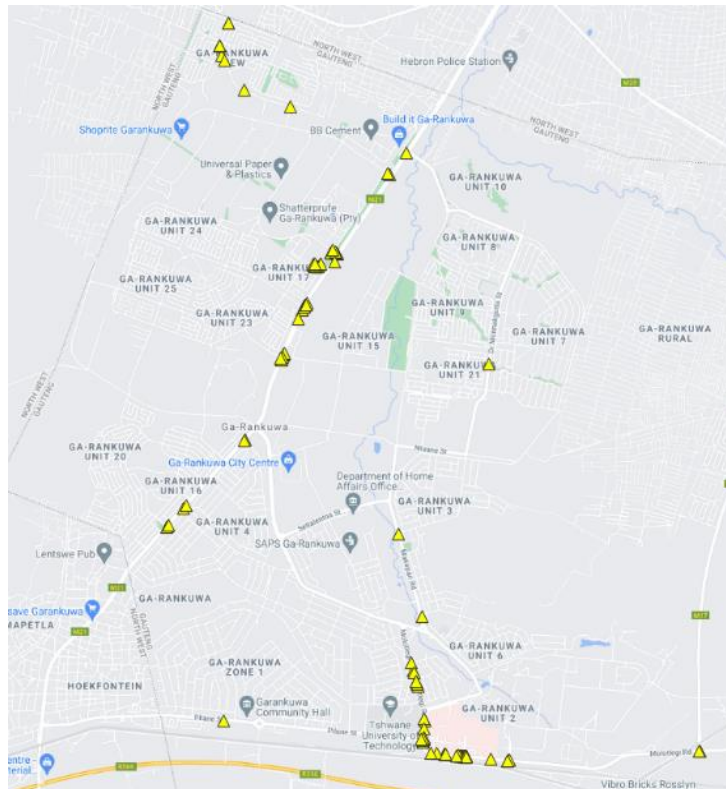 NORTH WEST
GAUTENG
GA-RANKUWA
VIEW
Hebron Police Station
NORTH WEST
GAUTENG
NORTH WEST
GAUTENG
Build it Ga-Rankuwa
BB Cement
Shoprite Garankuwa
Universal Paper
& Plastics
GA-RANKUWA
UNIT 10
M21
Shatterprufe
Ga-Rankuwa (Pty)
GA-RANKUWA
UNIT 24
GA-RANKUWA
UNIT 8
GA-RANKUWA
UNIT 17
GA-RANKUWA
UNIT 25
GA-RANKUWA
UNIT 9
GA-RANKUWA
UNIT 23
GA-RANKUWA
UNIT 15
GA-RANKUWA
UNIT 7
GA-RANKUWA
RURAL
GA-RANKUWA
UNIT 21
NORTH WEST
GAUTENG
Ga-Rankuwa
GA-RANKUWA
UNIT 20
Ga-Rankuwa City Centre
GA-RANKUWA
UNIT 16
Department of Home
Affairs Office...
GA-RANKUWA
UNIT 3
GA-RANKUWA
UNIT 4
SAPS Ga-Rankuwa
Lentswe Pub
M21
M17
GA-RANKUWA
GAUTENG
NORTH WEST
save Garankuwa
MAPETLA
M21
GA-RANKUWA
UNIT 6
GA-RANKUWA
ZONE 1
HOEKFONTEIN
Garankuwa
Community Hall
GA-RANKUWA
UNIT 2
Tshwane
University of
Technology
Pilane St
entre -
terial...
Vibro Bricks Rosslyn